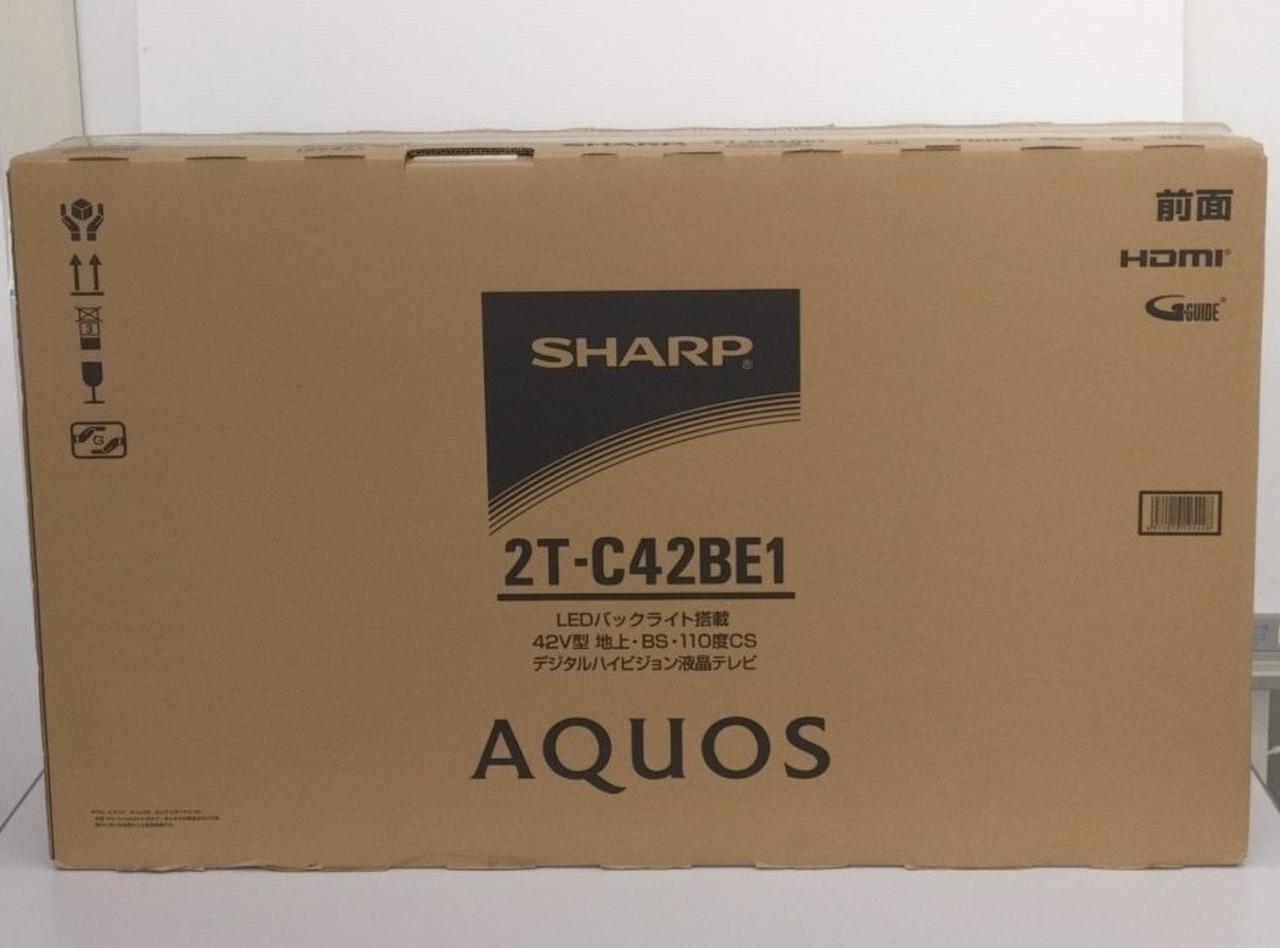 SHARP
前面
HDMI®
G-GUIDE®
3
SHARP®
G
2T-C42BE1
LEDバックライト搭載
42V型 地上・BS・110度CS
デジタルハイビジョン液晶テレビ
AQUOS